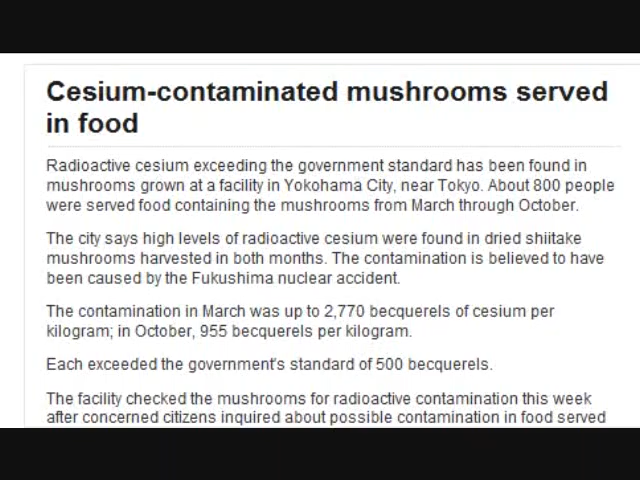 Cesium-contaminated mushrooms served
in food
Radioactive cesium exceeding the government standard has been found in
mushrooms grown at a facility in Yokohama City, near Tokyo. About 800 people
were served food containing the mushrooms from March through October.
The city says high levels of radioactive cesium were found in dried shiitake
mushrooms harvested in both months. The contamination is believed to have
been caused by the Fukushima nuclear accident.
The contamination in March was up to 2,770 becquerels of cesium per
kilogram; in October, 955 becquerels per kilogram.
Each exceeded the government's standard of 500 becquerels.
The facility checked the mushrooms for radioactive contamination this week
after concerned citizens inquired about possible contamination in food served